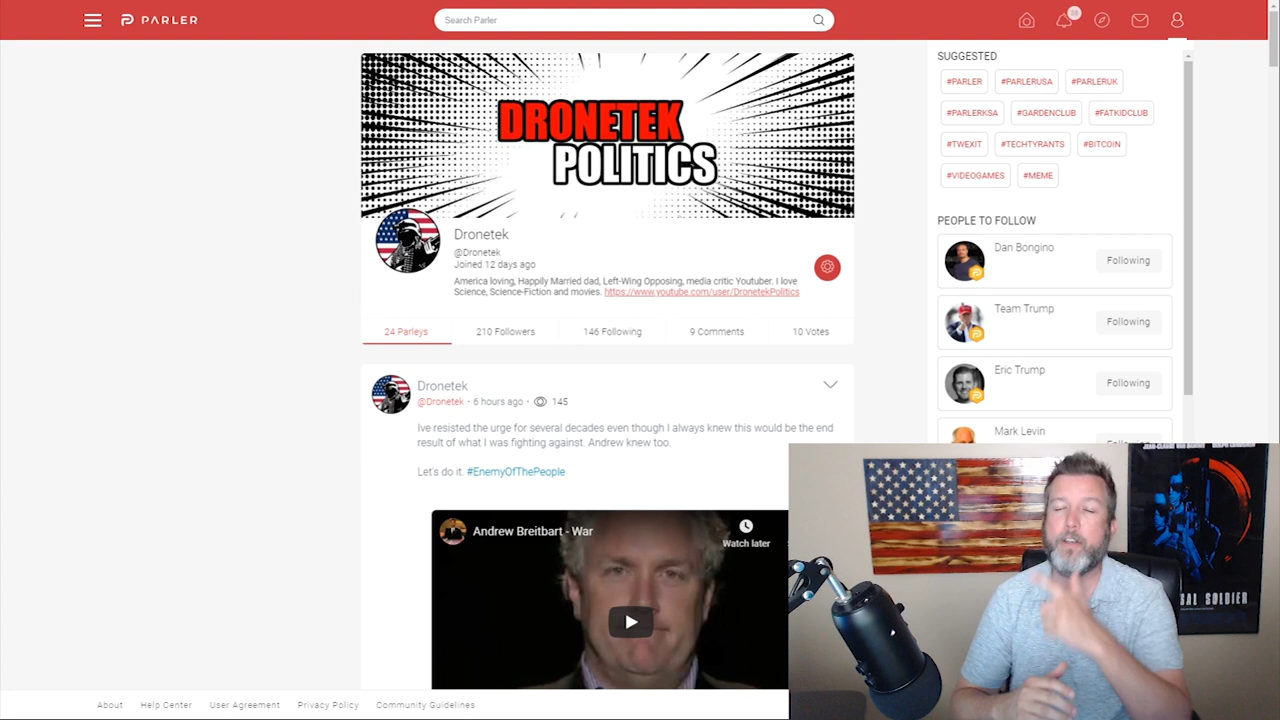 PARLER
Search Parler
28
DRONETEK
POLITICS
Dronetek
@Dronetek
Joined 12 days ago
America loving, Happily Married dad, Left-Wing Opposing, media critic Youtuber. I love
Science, Science-Fiction and movies. https://www.youtube.com/user/DronetekPolitics
24 Parleys
210 Followers
146 Following
9 Comments
10 Votes
Dronetek
@Dronetek • 6 hours ago • 145
Ive resisted the urge for several decades even though I always knew this would be the end
result of what I was fighting against. Andrew knew too.
Let's do it. #EnemyOfThePeople
Andrew Breitbart - War
Watch later
SUGGESTED
#PARLER #PARLERUSA #PARLERUK
#PARLERKSA #GARDENCLUB #FATKIDCLUB
#TWEXIT #TECHTYRANTS #BITCOIN
#VIDEOGAMES #MEME
PEOPLE TO FOLLOW
Dan Bongino
Following
Team Trump
Following
Eric Trump
Following
Mark Levin
SOLDIER
About Help Center User Agreement Privacy Policy Community Guidelines